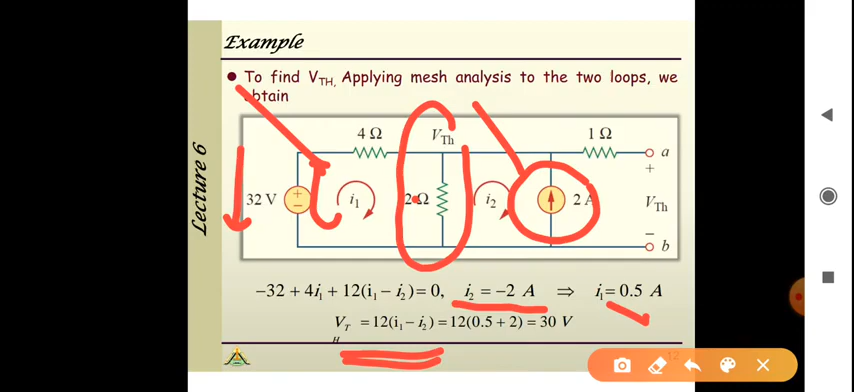 Example
To find VTH, Applying mesh analysis to the two loops, we
obtain
Lecture 6
4 Ω
VTh
1 Ω
a
+
32 V
+
−
i1
2Ω
i2
2 A
VTh
−
b
−32 + 4i1 + 12(i1 − i2) = 0, i2 = −2 A ⇒ i1 = 0.5 A
VTH = 12(i1 − i2) = 12(0.5 + 2) = 30 V
12